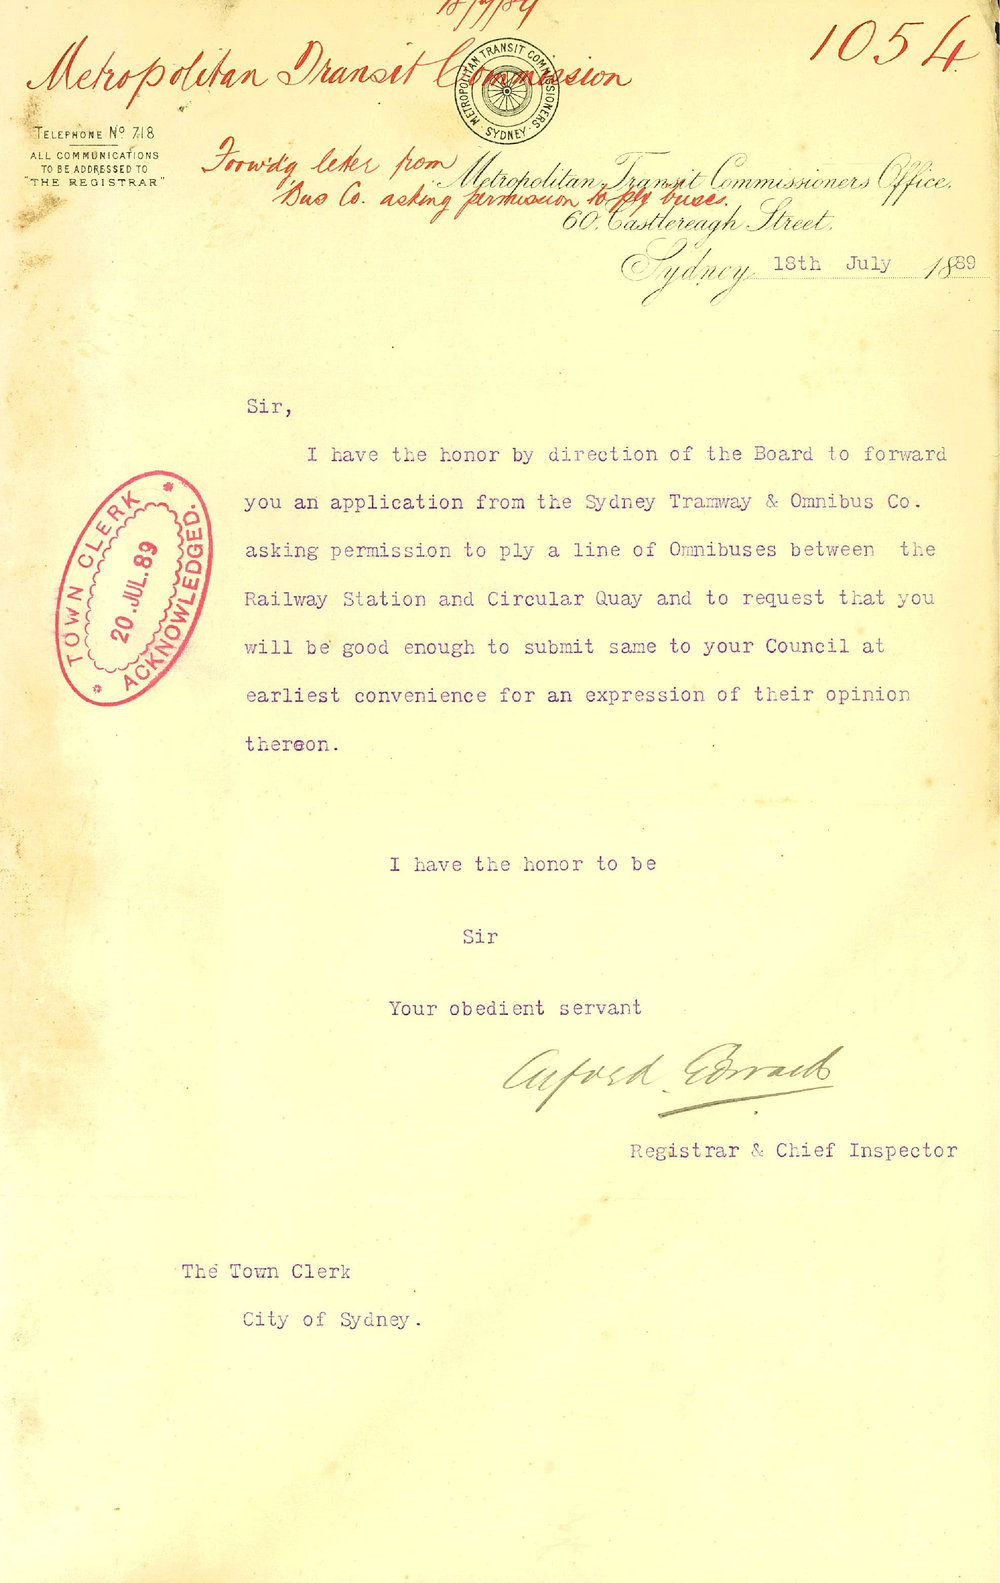 18/7/89
1054
Metropolitan Transit Commission
METROPOLITAN TRANSIT COMMISSIONERS
SYDNEY
TELEPHONE No 718
ALL COMMUNICATIONS
TO BE ADDRESSED TO
"THE REGISTRAR"
Forwdg letter from
Bus Co. asking permission to ply buses.
Metropolitan Transit Commissioners Office,
60, Castlereagh Street,
Sydney 18th July 1889
Sir,
I have the honor by direction of the Board to forward
you an application from the Sydney Tramway & Omnibus Co.
asking permission to ply a line of Omnibuses between the
Railway Station and Circular Quay and to request that you
will be good enough to submit same to your Council at
earliest convenience for an expression of their opinion
thereon.
TOWN CLERK
20.JUL.89
ACKNOWLEDGED.
I have the honor to be
Sir
Your obedient servant
Registrar & Chief Inspector
The Town Clerk
City of Sydney.